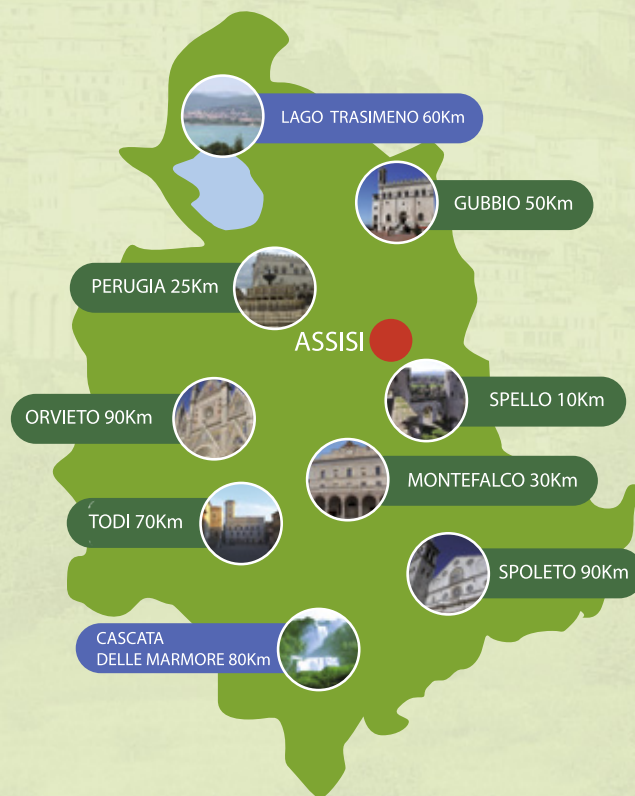 LAGO TRASIMENO 60Km
GUBBIO 50Km
PERUGIA 25Km
ASSISI
SPELLO 10Km
ORVIETO 90Km
MONTEFALCO 30Km
TODI 70Km
SPOLETO 90Km
CASCATA
DELLE MARMORE 80Km